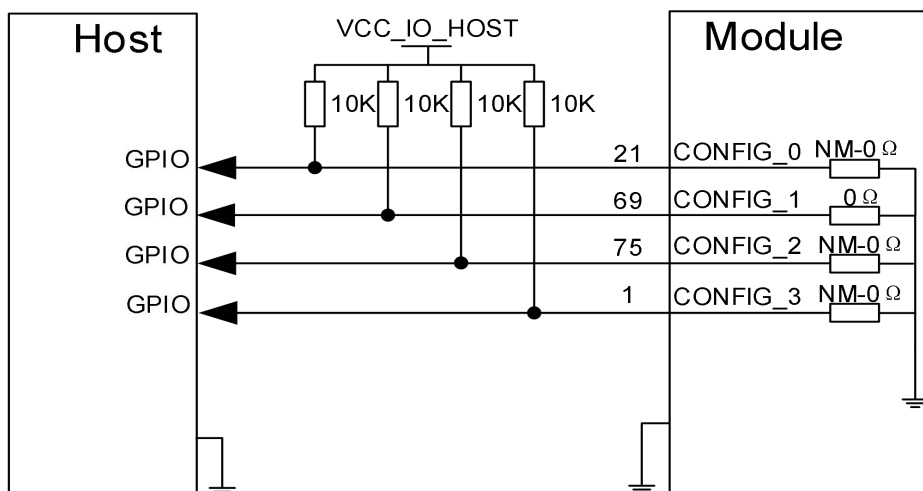 Host
VCC_IO_HOST
Module
10K 10K 10K 10K
GPIO 21 CONFIG_0 NM-0Ω
GPIO 69 CONFIG_1 0Ω
GPIO 75 CONFIG_2 NM-0Ω
GPIO 1 CONFIG_3 NM-0Ω